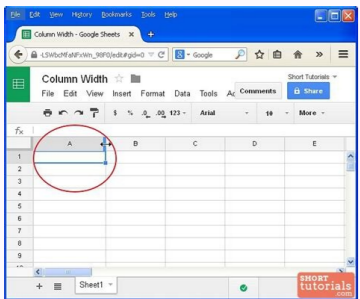 File Edit View History Bookmarks Tools Help
Column Width - Google Sheets × +
Google
Column Width
Short Tutorials
File Edit View Insert Format Data Tools Comments Share
$ % .0 .00 123 Arial 10 More
fx
A B C D E
1
2
3
4
5
6
7
8
9
+ Sheet1
SHORT
tutorials
.com